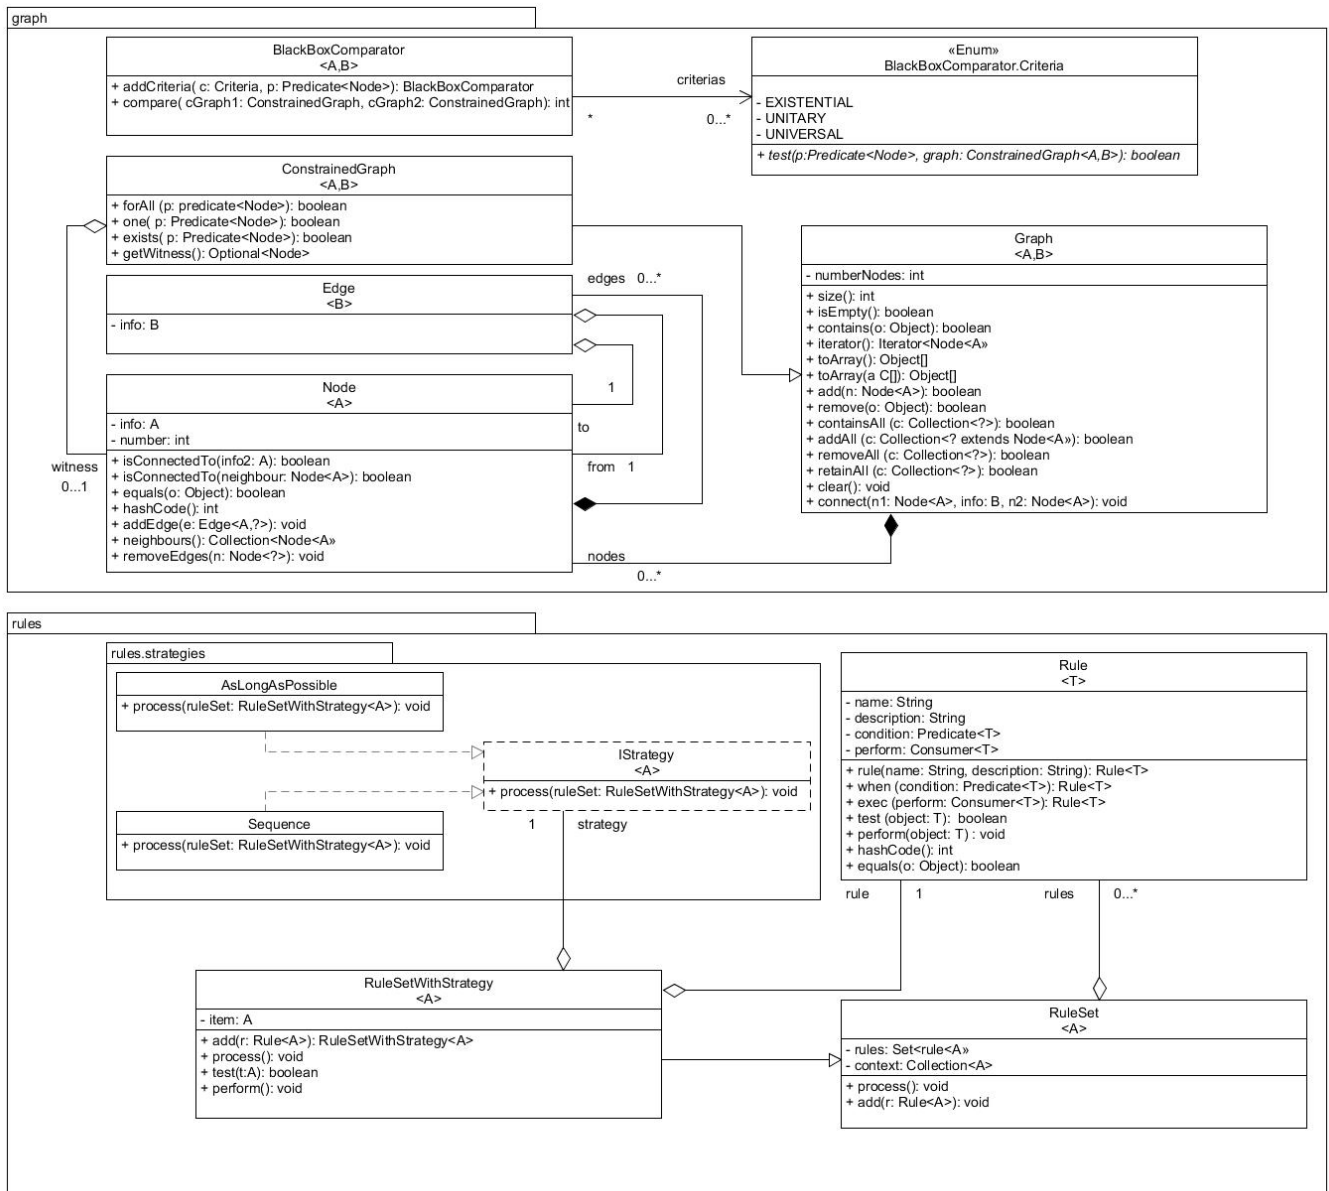 graph
BlackBoxComparator
<A,B>
+ addCriteria( c: Criteria, p: Predicate<Node>): BlackBoxComparator
+ compare( cGraph1: ConstrainedGraph, cGraph2: ConstrainedGraph): int
criterias
*
0...*
«Enum»
BlackBoxComparator.Criteria
- EXISTENTIAL
- UNITARY
- UNIVERSAL
+ test(p:Predicate<Node>, graph: ConstrainedGraph<A,B>): boolean
ConstrainedGraph
<A,B>
+ forAll (p: predicate<Node>): boolean
+ one( p: Predicate<Node>): boolean
+ exists( p: Predicate<Node>): boolean
+ getWitness(): Optional<Node>
edges 0...*
Edge
<B>
- info: B
1
to
from 1
Node
<A>
- info: A
- number: int
+ isConnectedTo(info2: A): boolean
+ isConnectedTo(neighbour: Node<A>): boolean
+ equals(o: Object): boolean
+ hashCode(): int
+ addEdge(e: Edge<A,?>): void
+ neighbours(): Collection<Node<A»
+ removeEdges(n: Node<?>): void
witness
0...1
nodes
0...*
Graph
<A,B>
- numberNodes: int
+ size(): int
+ isEmpty(): boolean
+ contains(o: Object): boolean
+ iterator(): Iterator<Node<A»
+ toArray(): Object[]
+ toArray(a C[]): Object[]
+ add(n: Node<A>): boolean
+ remove(o: Object): boolean
+ containsAll (c: Collection<?>): boolean
+ addAll (c: Collection<? extends Node<A»): boolean
+ removeAll (c: Collection<?>): boolean
+ retainAll (c: Collection<?>): boolean
+ clear(): void
+ connect(n1: Node<A>, info: B, n2: Node<A>): void
rules
rules.strategies
AsLongAsPossible
+ process(ruleSet: RuleSetWithStrategy<A>): void
IStrategy
<A>
+ process(ruleSet: RuleSetWithStrategy<A>): void
Sequence
+ process(ruleSet: RuleSetWithStrategy<A>): void
1
strategy
Rule
<T>
- name: String
- description: String
- condition: Predicate<T>
- perform: Consumer<T>
+ rule(name: String, description: String): Rule<T>
+ when (condition: Predicate<T>): Rule<T>
+ exec (perform: Consumer<T>): Rule<T>
+ test (object: T): boolean
+ perform(object: T) : void
+ hashCode(): int
+ equals(o: Object): boolean
rule
1
rules
0...*
RuleSetWithStrategy
<A>
- item: A
+ add(r: Rule<A>): RuleSetWithStrategy<A>
+ process(): void
+ test(t:A): boolean
+ perform(): void
RuleSet
<A>
- rules: Set<rule<A»
- context: Collection<A>
+ process(): void
+ add(r: Rule<A>): void